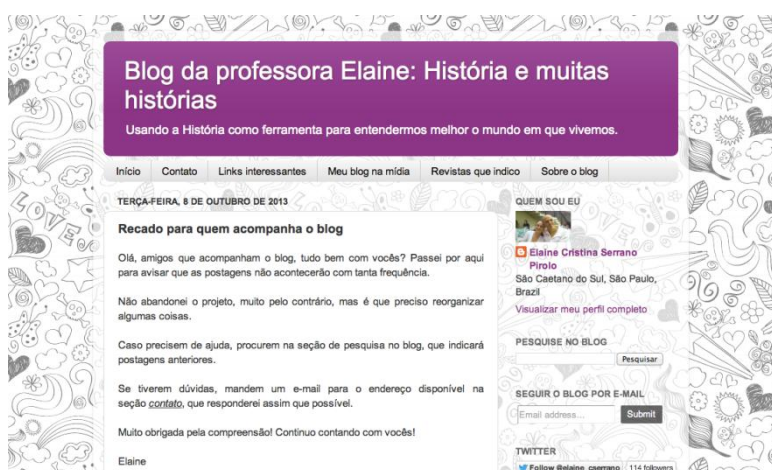 Blog da professora Elaine: História e muitas
histórias
Usando a História como ferramenta para entendermos melhor o mundo em que vivemos.
Início Contato Links interessantes Meu blog na mídia Revistas que indico Sobre o blog
TERÇA-FEIRA, 8 DE OUTUBRO DE 2013
Recado para quem acompanha o blog
Olá, amigos que acompanham o blog, tudo bem com vocês? Passei por aqui
para avisar que as postagens não acontecerão com tanta frequência.
Não abandonei o projeto, muito pelo contrário, mas é que preciso reorganizar
algumas coisas.
Caso precisem de ajuda, procurem na seção de pesquisa no blog, que indicará
postagens anteriores.
Se tiverem dúvidas, mandem um e-mail para o endereço disponível na
seção contato, que responderei assim que possível.
Muito obrigada pela compreensão! Continuo contando com vocês!
Elaine
QUEM SOU EU
Elaine Cristina Serrano
Pirolo
São Caetano do Sul, São Paulo,
Brazil
Visualizar meu perfil completo
PESQUISE NO BLOG
Pesquisar
SEGUIR O BLOG POR E-MAIL
Email address... Submit
TWITTER
Follow @elaine_cserrano 114 followers
LOVE